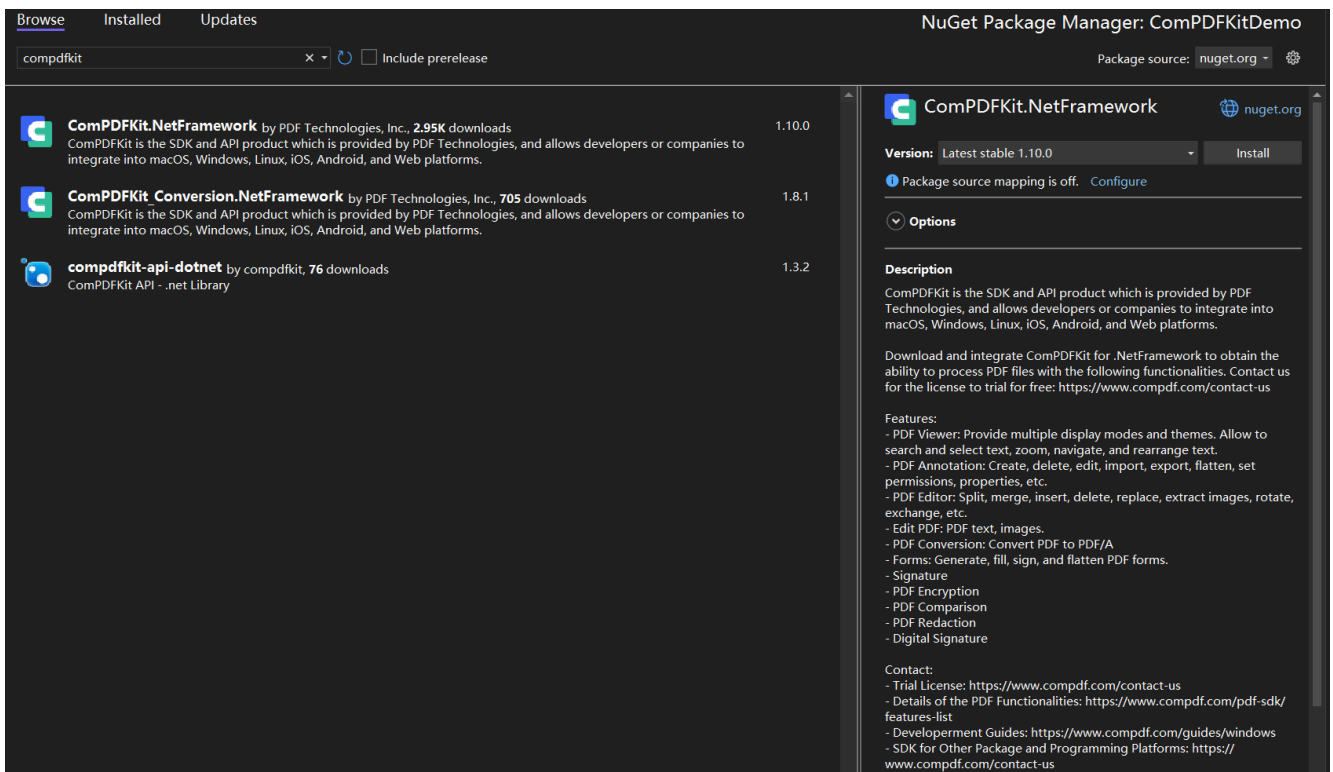 Browse Installed Updates
NuGet Package Manager: ComPDFKitDemo
compdfkit
Include prerelease
Package source: nuget.org
ComPDFKit.NetFramework by PDF Technologies, Inc., 2.95K downloads 1.10.0
ComPDFKit is the SDK and API product which is provided by PDF Technologies, and allows developers or companies to
integrate into macOS, Windows, Linux, iOS, Android, and Web platforms.
ComPDFKit_Conversion.NetFramework by PDF Technologies, Inc., 705 downloads 1.8.1
ComPDFKit is the SDK and API product which is provided by PDF Technologies, and allows developers or companies to
integrate into macOS, Windows, Linux, iOS, Android, and Web platforms.
compdfkit-api-dotnet by compdfkit, 76 downloads 1.3.2
ComPDFKit API - .net Library
ComPDFKit.NetFramework nuget.org
Version: Latest stable 1.10.0 Install
Package source mapping is off. Configure
Options
Description
ComPDFKit is the SDK and API product which is provided by PDF
Technologies, and allows developers or companies to integrate into
macOS, Windows, Linux, iOS, Android, and Web platforms.
Download and integrate ComPDFKit for .NetFramework to obtain the
ability to process PDF files with the following functionalities. Contact us
for the license to trial for free: https://www.compdf.com/contact-us
Features:
- PDF Viewer: Provide multiple display modes and themes. Allow to
search and select text, zoom, navigate, and rearrange text.
- PDF Annotation: Create, delete, edit, import, export, flatten, set
permissions, properties, etc.
- PDF Editor: Split, merge, insert, delete, replace, extract images, rotate,
exchange, etc.
- Edit PDF: PDF text, images.
- PDF Conversion: Convert PDF to PDF/A
- Forms: Generate, fill, sign, and flatten PDF forms.
- Signature
- PDF Encryption
- PDF Comparison
- PDF Redaction
- Digital Signature
Contact:
- Trial License: https://www.compdf.com/contact-us
- Details of the PDF Functionalities: https://www.compdf.com/pdf-sdk/
features-list
- Developerment Guides: https://www.compdf.com/guides/windows
- SDK for Other Package and Programming Platforms: https://
www.compdf.com/contact-us